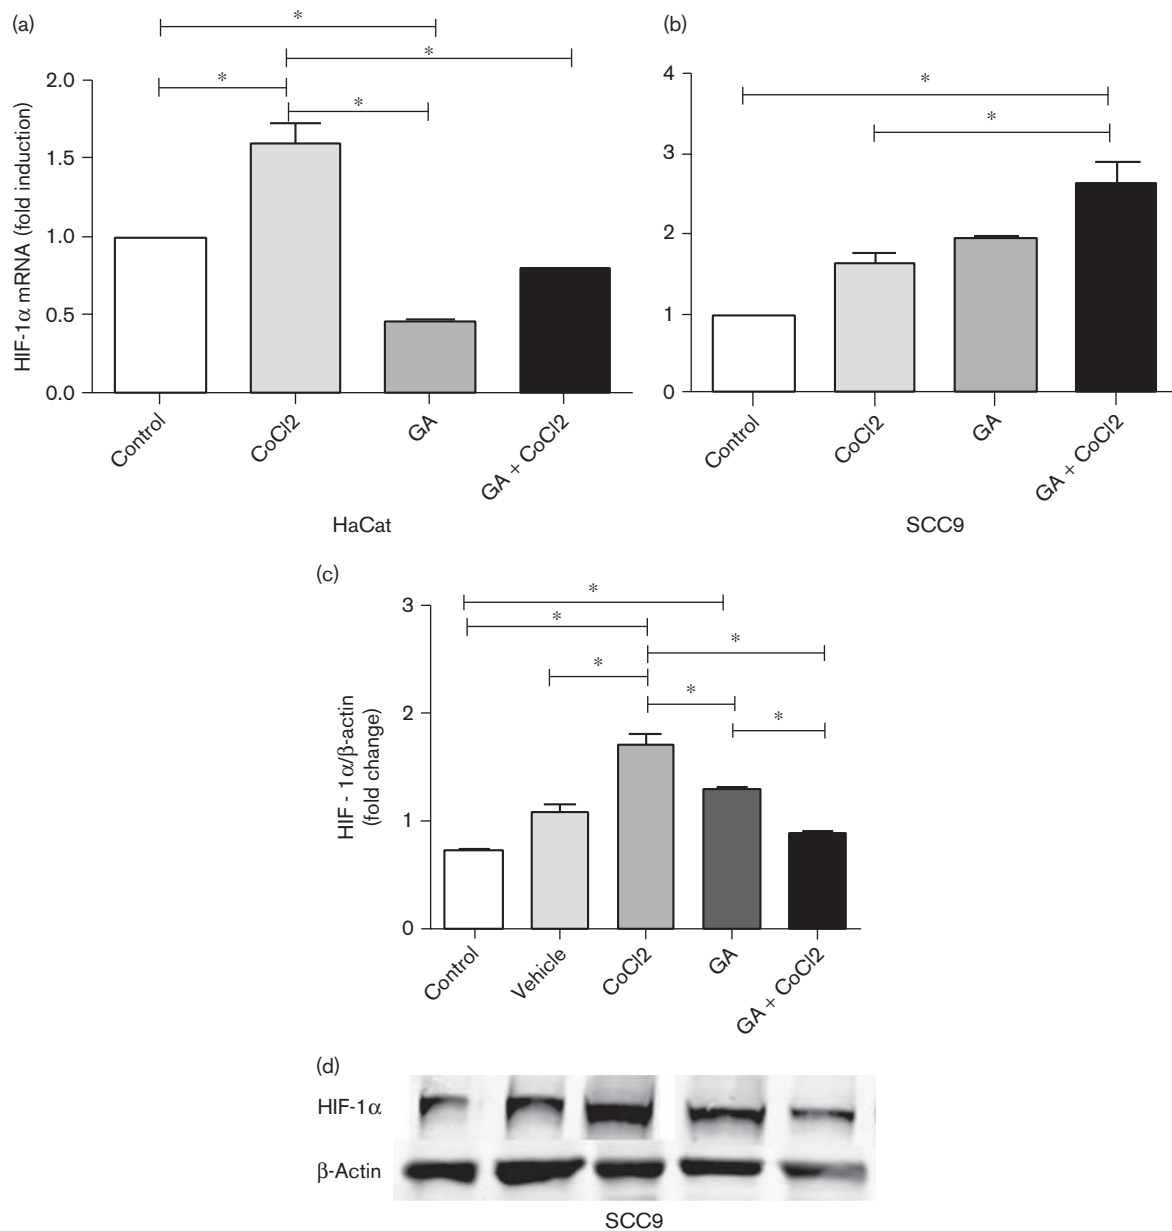 (a)
*
*
*
*
2.0
1.5
1.0
0.5
0.0
HIF-1α mRNA (fold induction)
Control
CoCl2
GA
GA + CoCl2
HaCat
(b)
*
*
4
3
2
1
0
Control
CoCl2
GA
GA + CoCl2
SCC9
(c)
*
*
*
*
*
*
3
2
1
0
HIF - 1α/β-actin
(fold change)
Control
Vehicle
CoCl2
GA
GA + CoCl2
(d)
HIF-1α
β-Actin
SCC9